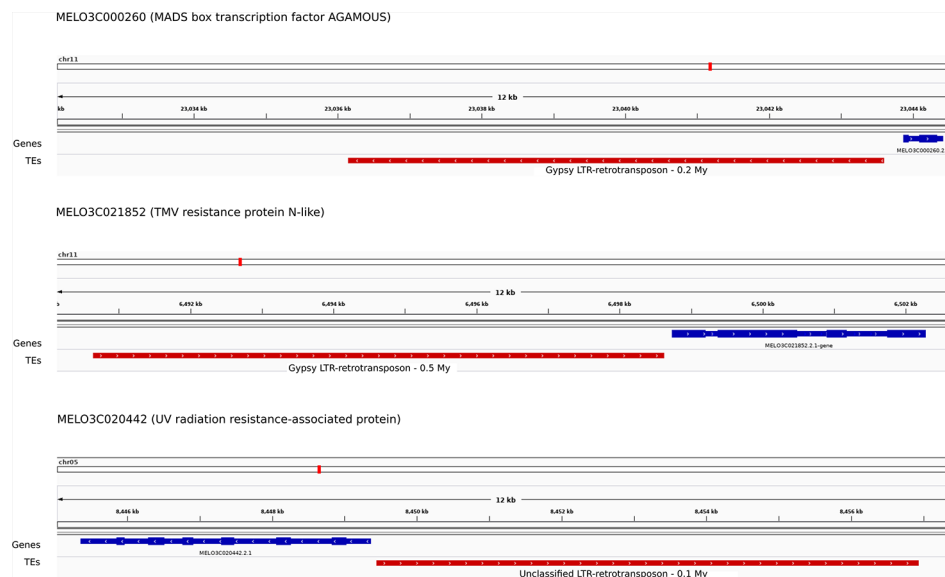 MELO3C000260 (MADS box transcription factor AGAMOUS)
chr11
12 kb
kb 23,034 kb 23,036 kb 23,038 kb 23,040 kb 23,042 kb 23,044 kb
Genes
MELO3C000260.2
TEs
Gypsy LTR-retrotransposon - 0.2 My
MELO3C021852 (TMV resistance protein N-like)
chr11
12 kb
6,492 kb 6,494 kb 6,496 kb 6,498 kb 6,500 kb 6,502 kb
Genes
MELO3C021852.2.1-gene
TEs
Gypsy LTR-retrotransposon - 0.5 My
MELO3C020442 (UV radiation resistance-associated protein)
chr05
12 kb
8,446 kb 8,448 kb 8,450 kb 8,452 kb 8,454 kb 8,456 kb
Genes
MELO3C020442.2.1
TEs
Unclassified LTR-retrotransposon - 0.1 My